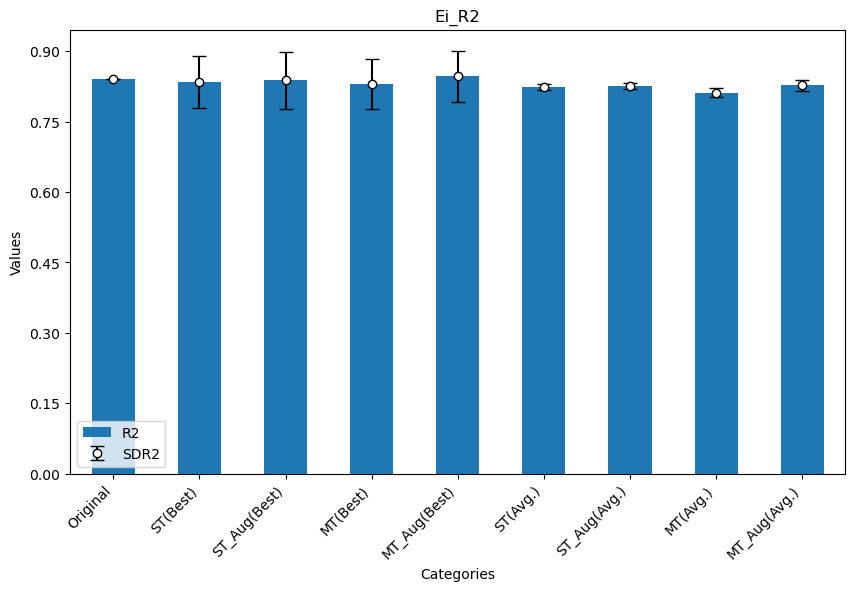 Ei_R2
Values
0.90
0.75
0.60
0.45
0.30
0.15
0.00
R2
SDR2
Original
ST(Best)
ST_Aug(Best)
MT(Best)
MT_Aug(Best)
ST(Avg.)
ST_Aug(Avg.)
MT(Avg.)
MT_Aug(Avg.)
Categories